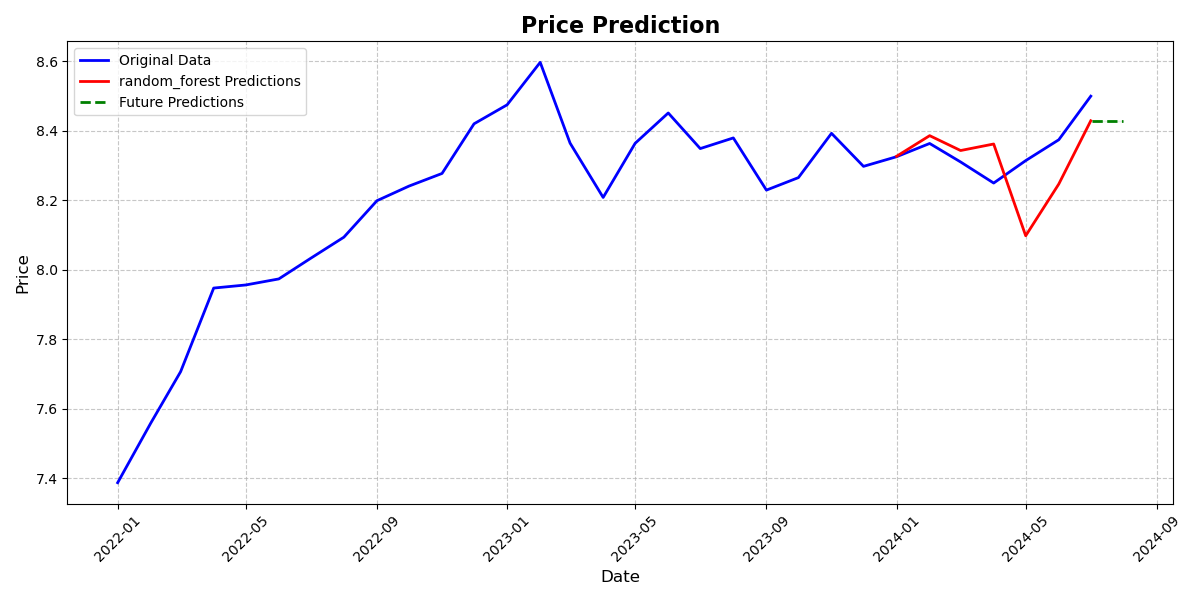 Price Prediction
Original Data
random_forest Predictions
Future Predictions
8.6
8.4
8.2
8.0
7.8
7.6
7.4
Price
2022-01
2022-05
2022-09
2023-01
2023-05
2023-09
2024-01
2024-05
2024-09
Date